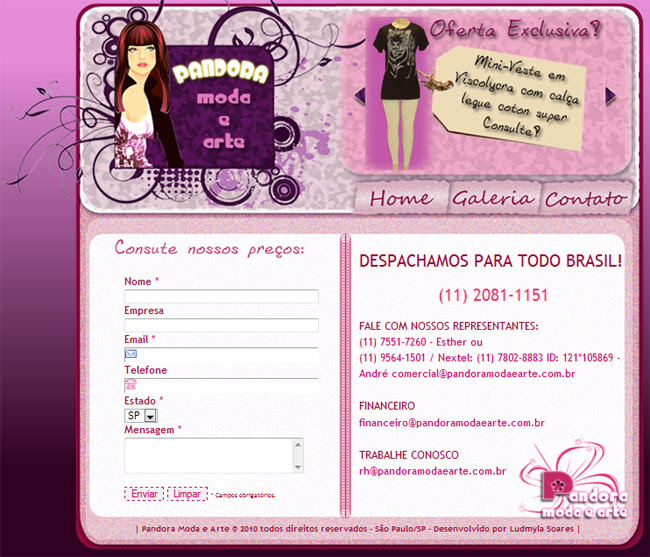 PANDORA
moda
e
arte
Oferta Exclusiva?
Mini-Veste em
Viscolycra com calça
legue coton super
Consulte?
Home Galeria Contato
Consute nossos preços:
Nome *
Empresa
Email *
Telefone
Estado *
SP
Mensagem *
Enviar Limpar * Campos obrigatórios.
DESPACHAMOS PARA TODO BRASIL!
(11) 2081-1151
FALE COM NOSSOS REPRESENTANTES:
(11) 7551-7260 - Esther ou
(11) 9564-1501 / Nextel: (11) 7802-8883 ID: 121*105869 -
André comercial@pandoramodaearte.com.br
FINANCEIRO
financeiro@pandoramodaearte.com.br
TRABALHE CONOSCO
rh@pandoramodaearte.com.br
Pandora
moda e arte
| Pandora Moda e Arte © 2010 todos direitos reservados - São Paulo/SP - Desenvolvido por Ludmyla Soares |